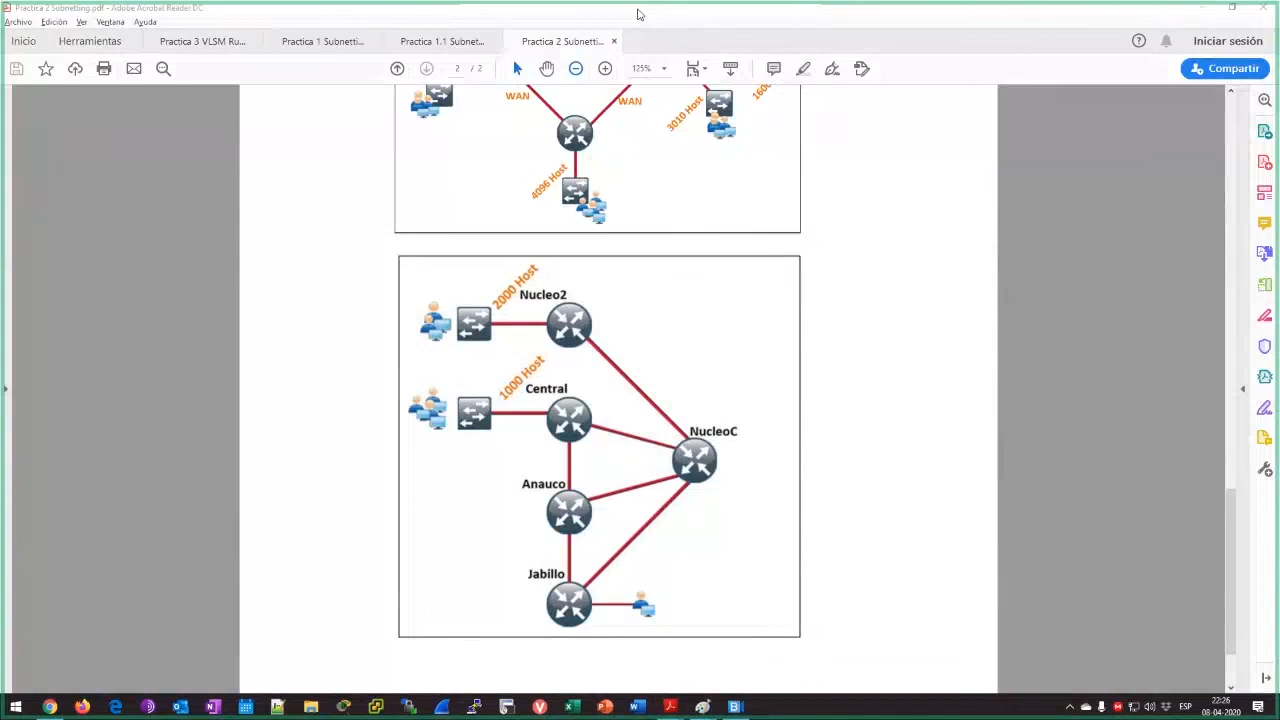 Practica 2 Subnetting.pdf - Adobe Acrobat Reader DC
Archivo Edición Ver Ventana Ayuda
Inicio Herramientas Practica 3 VLSM Ru... Practica 1 Subnetti... Practica 1.1 Subnet... Practica 2 Subnetti... × Iniciar sesión
2 / 2 125% Compartir
WAN
WAN
3010 Host
4096 Host
2000 Host
Nucleo2
1000 Host
Central
NucleoC
Anauco
Jabillo
ESP
22:26
08-04-2020